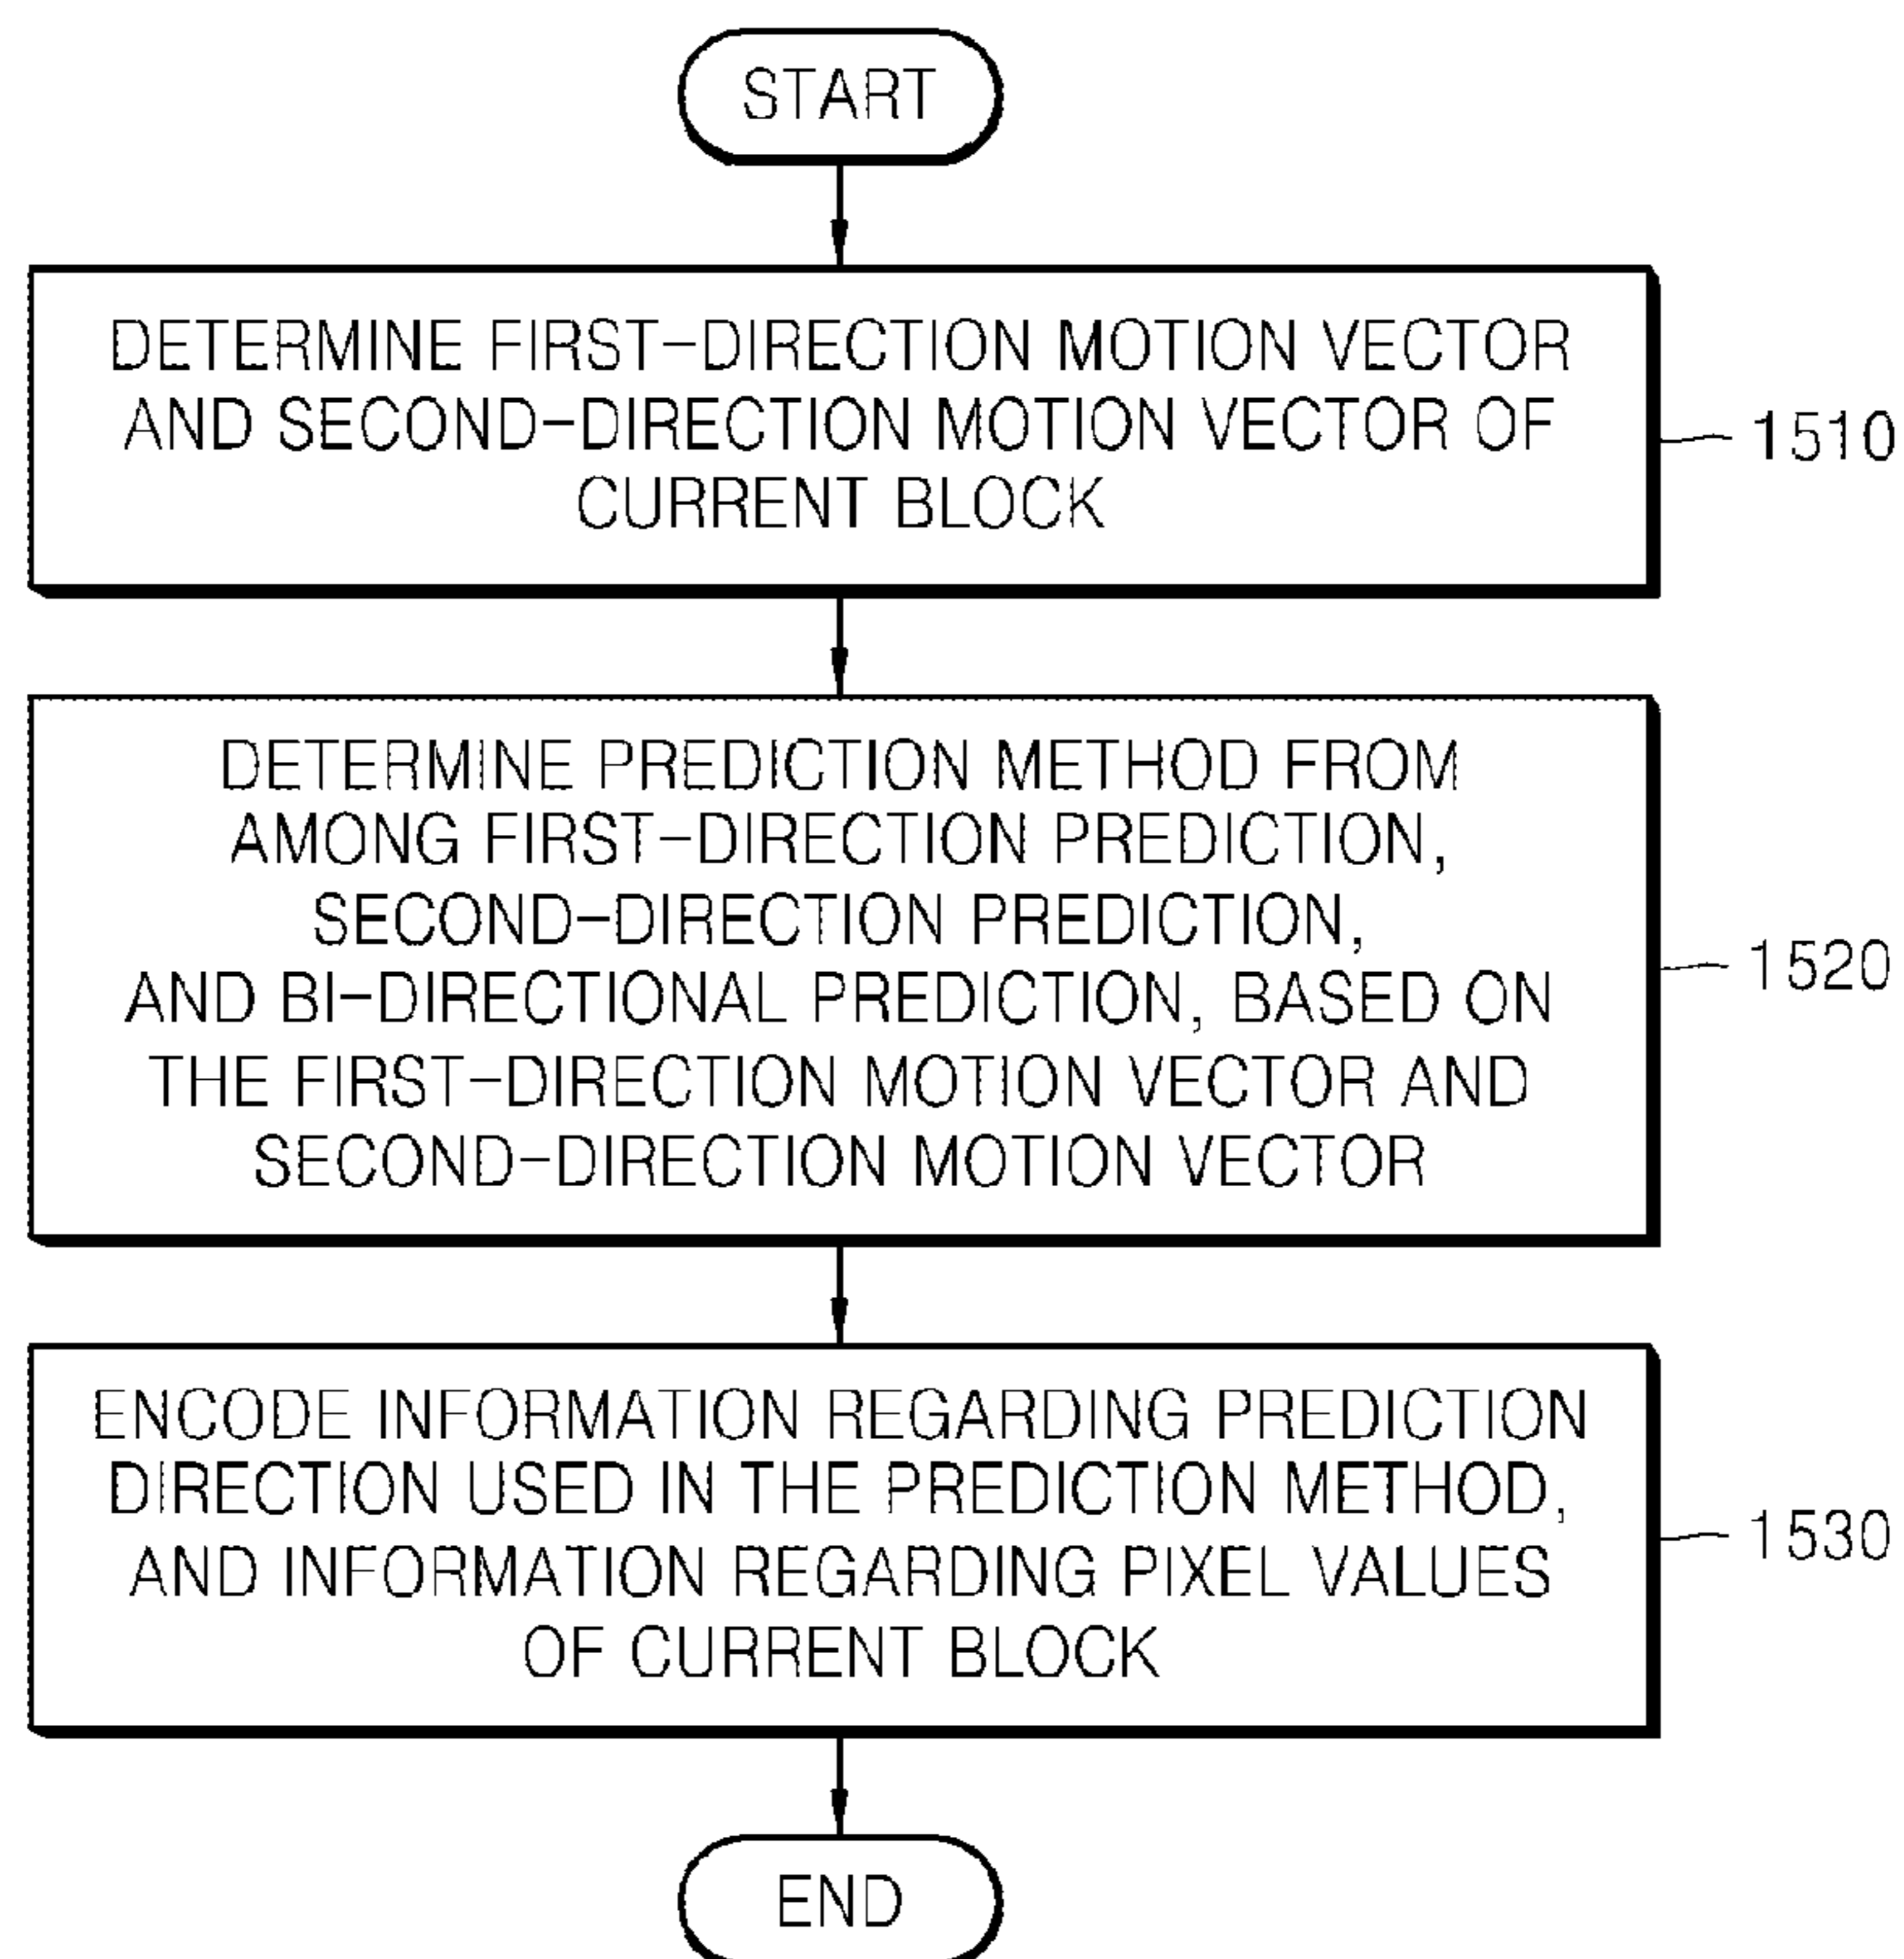 START
DETERMINE FIRST-DIRECTION MOTION VECTOR
AND SECOND-DIRECTION MOTION VECTOR OF
CURRENT BLOCK
1510
DETERMINE PREDICTION METHOD FROM
AMONG FIRST-DIRECTION PREDICTION,
SECOND-DIRECTION PREDICTION,
AND BI-DIRECTIONAL PREDICTION, BASED ON
THE FIRST-DIRECTION MOTION VECTOR AND
SECOND-DIRECTION MOTION VECTOR
1520
ENCODE INFORMATION REGARDING PREDICTION
DIRECTION USED IN THE PREDICTION METHOD,
AND INFORMATION REGARDING PIXEL VALUES
OF CURRENT BLOCK
1530
END